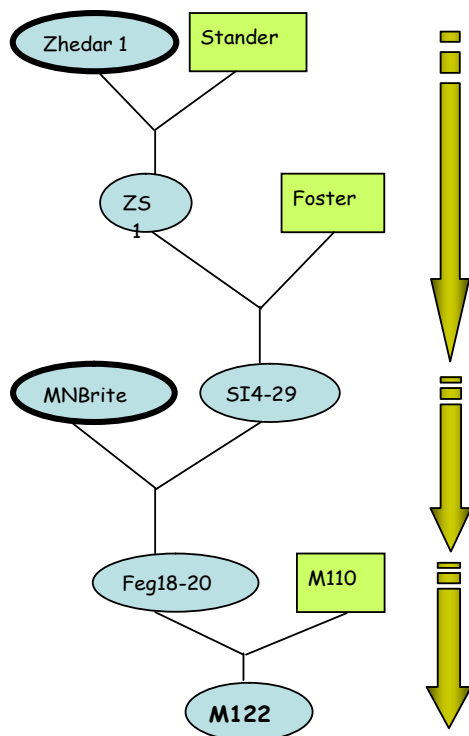 Zhedar 1
Stander
ZS
1
Foster
MNBrite
SI4-29
Feg18-20
M110
M122